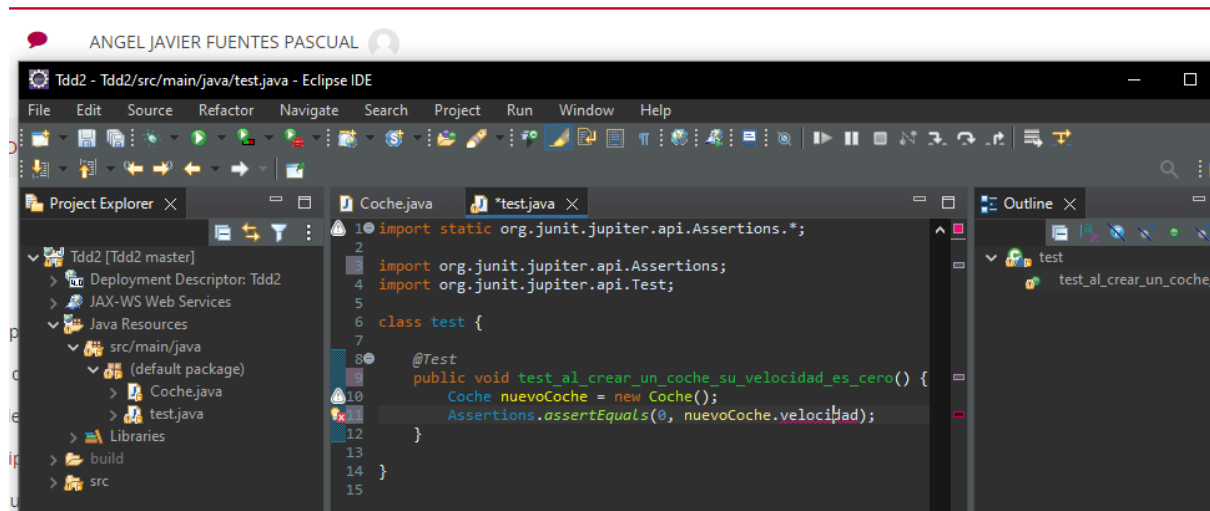 ANGEL JAVIER FUENTES PASCUAL
Tdd2 - Tdd2/src/main/java/test.java - Eclipse IDE
File Edit Source Refactor Navigate Search Project Run Window Help
Project Explorer
Tdd2 [Tdd2 master]
Deployment Descriptor: Tdd2
JAX-WS Web Services
Java Resources
src/main/java
(default package)
Coche.java
test.java
Libraries
build
src
Coche.java *test.java
1 import static org.junit.jupiter.api.Assertions.*;
2
3 import org.junit.jupiter.api.Assertions;
4 import org.junit.jupiter.api.Test;
5
6 class test {
7
8 @Test
9 public void test_al_crear_un_coche_su_velocidad_es_cero() {
10 Coche nuevoCoche = new Coche();
11 Assertions.assertEquals(0, nuevoCoche.velocidad);
12 }
13
14 }
15
Outline
test
test_al_crear_un_coche_